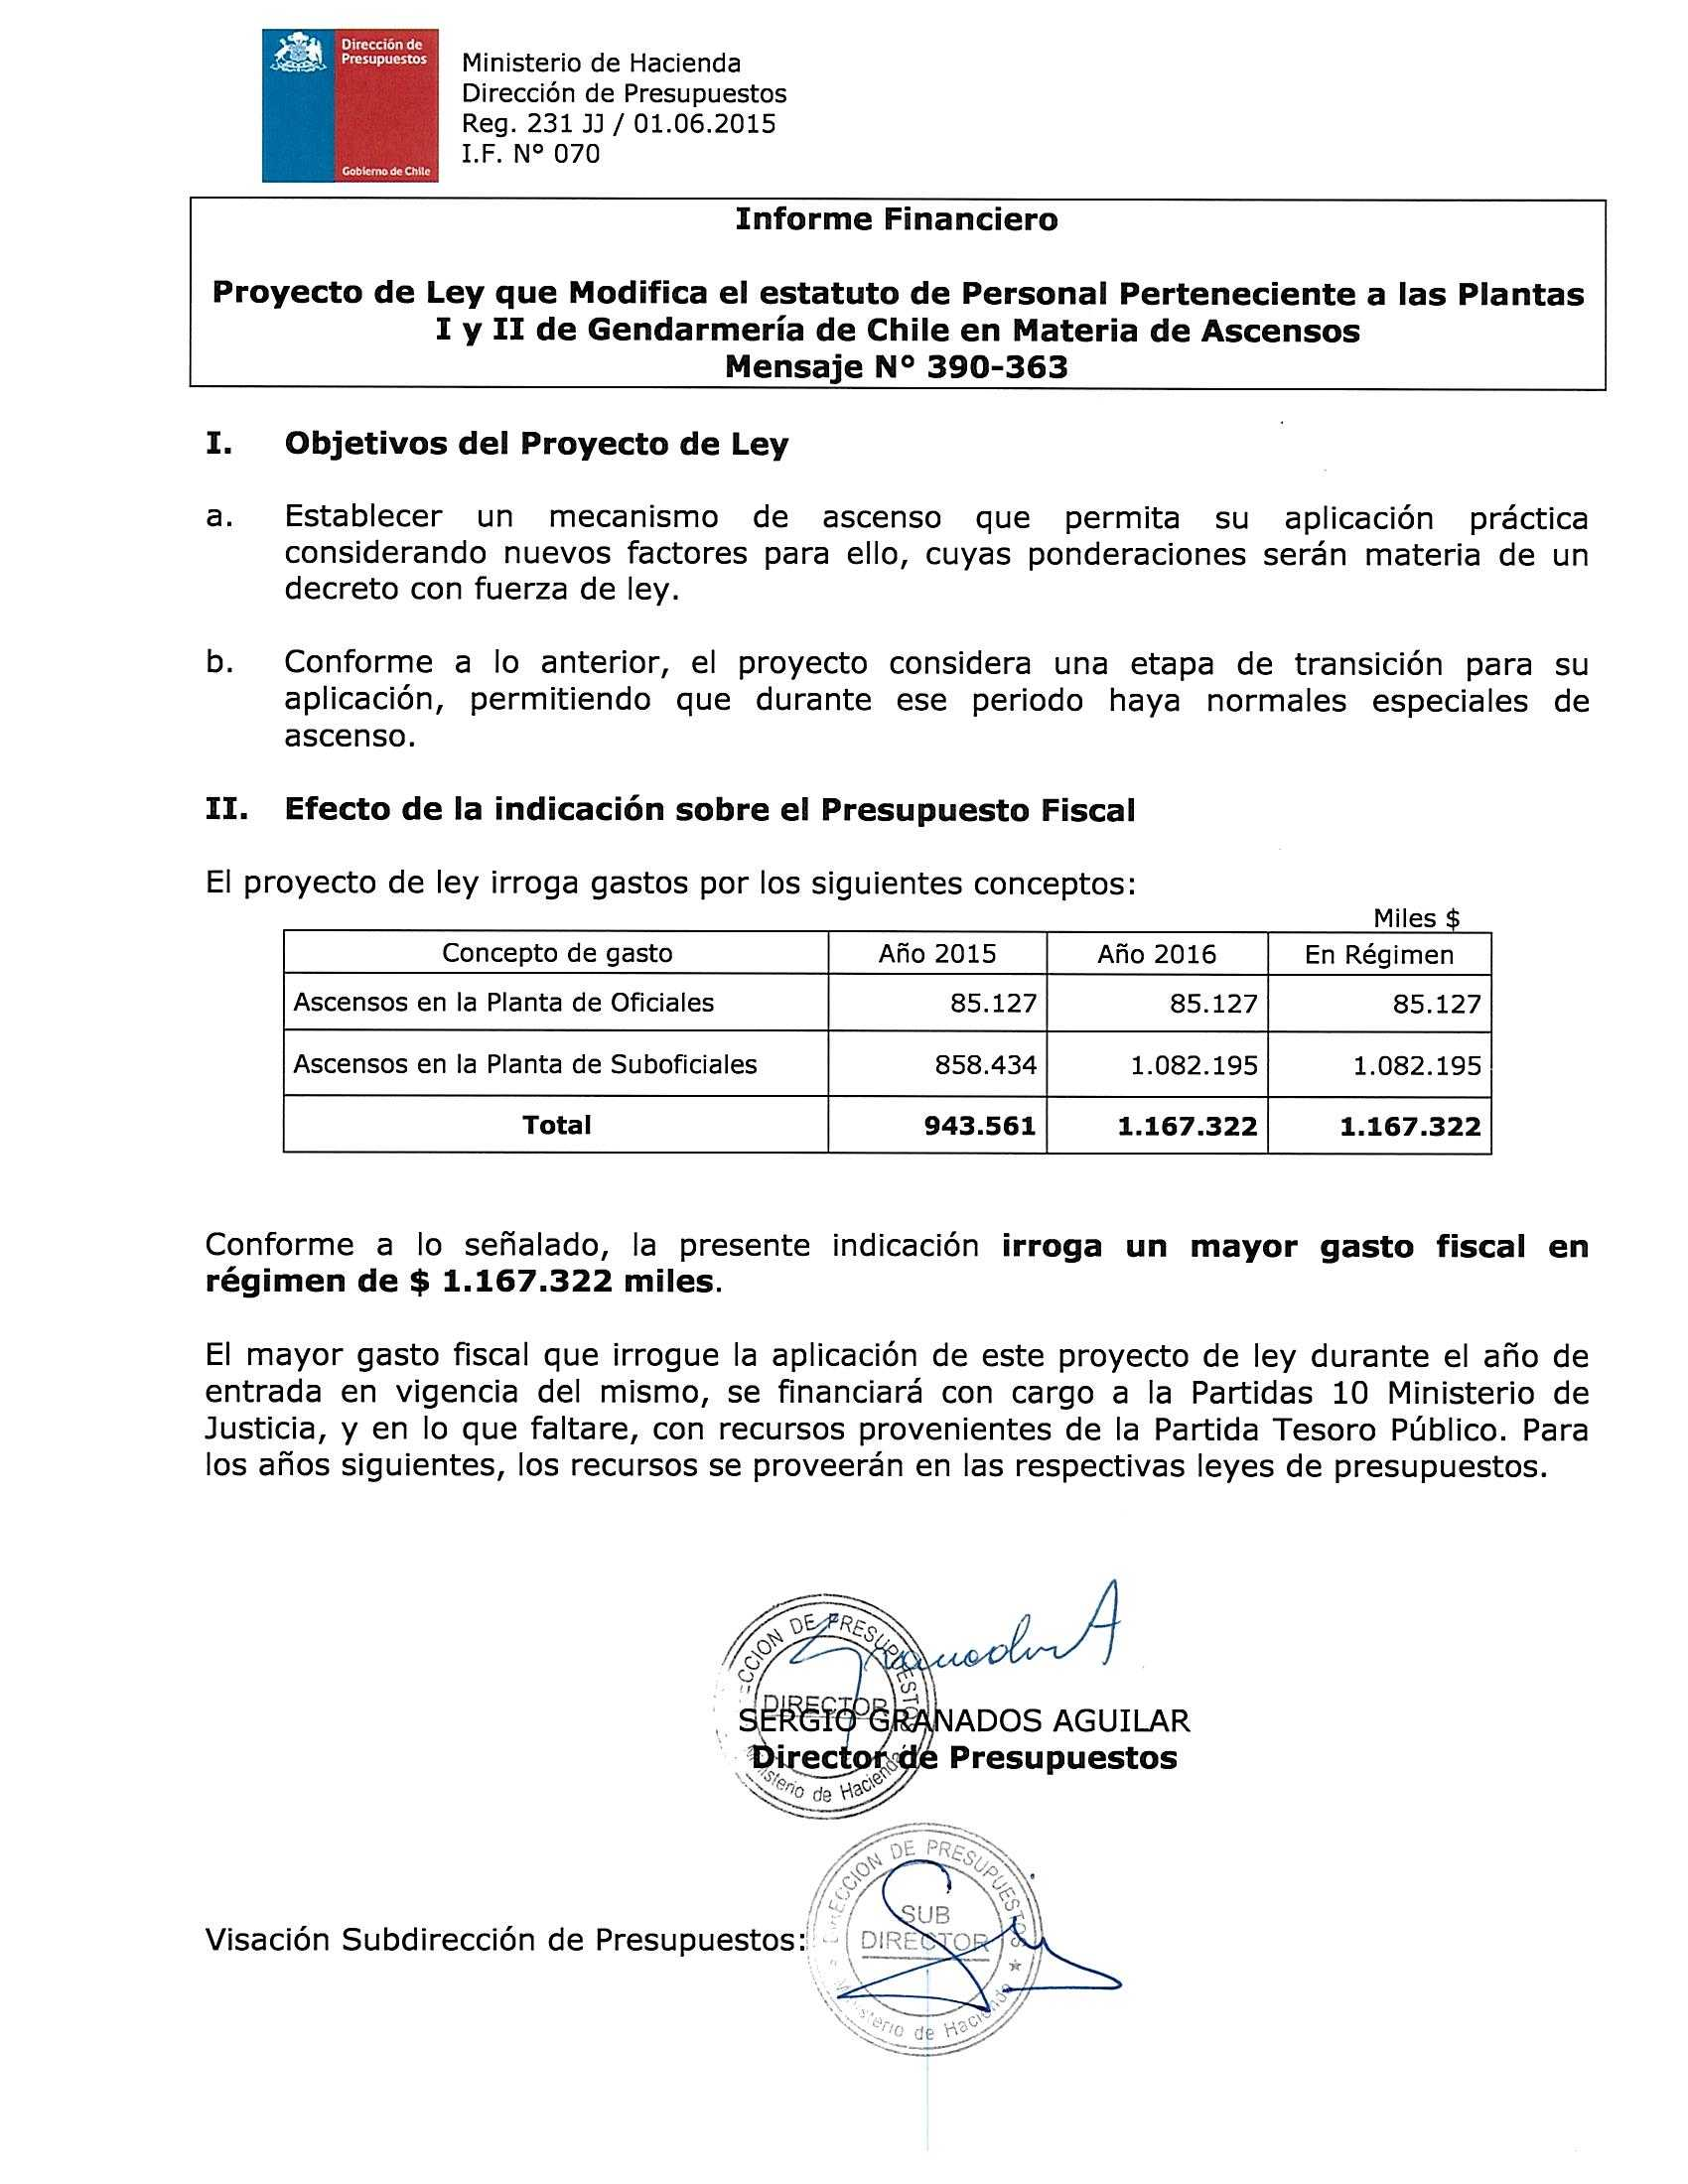 Dirección de
Presupuestos
Gobierno de Chile
Ministerio de Hacienda
Dirección de Presupuestos
Reg. 231 JJ / 01.06.2015
I.F. N° 070
Informe Financiero
Proyecto de Ley que Modifica el estatuto de Personal Perteneciente a las Plantas
I y II de Gendarmería de Chile en Materia de Ascensos
Mensaje N° 390-363
I. Objetivos del Proyecto de Ley
a. Establecer un mecanismo de ascenso que permita su aplicación práctica
considerando nuevos factores para ello, cuyas ponderaciones serán materia de un
decreto con fuerza de ley.
b. Conforme a lo anterior, el proyecto considera una etapa de transición para su
aplicación, permitiendo que durante ese periodo haya normales especiales de
ascenso.
II. Efecto de la indicación sobre el Presupuesto Fiscal
El proyecto de ley irroga gastos por los siguientes conceptos:
Miles $
Concepto de gasto Año 2015 Año 2016 En Régimen
Ascensos en la Planta de Oficiales 85.127 85.127 85.127
Ascensos en la Planta de Suboficiales 858.434 1.082.195 1.082.195
Total 943.561 1.167.322 1.167.322
Conforme a lo señalado, la presente indicación irroga un mayor gasto fiscal en
régimen de $ 1.167.322 miles.
El mayor gasto fiscal que irrogue la aplicación de este proyecto de ley durante el año de
entrada en vigencia del mismo, se financiará con cargo a la Partidas 10 Ministerio de
Justicia, y en lo que faltare, con recursos provenientes de la Partida Tesoro Público. Para
los años siguientes, los recursos se proveerán en las respectivas leyes de presupuestos.
DE PRESUPUESTOS
DIRECTOR
de Hacienda
SERGIO GRANADOS AGUILAR
Director de Presupuestos
DIRECCION DE PRESUPUESTOS
SUB
DIRECTOR
Ministerio de Hacienda
Visación Subdirección de Presupuestos: